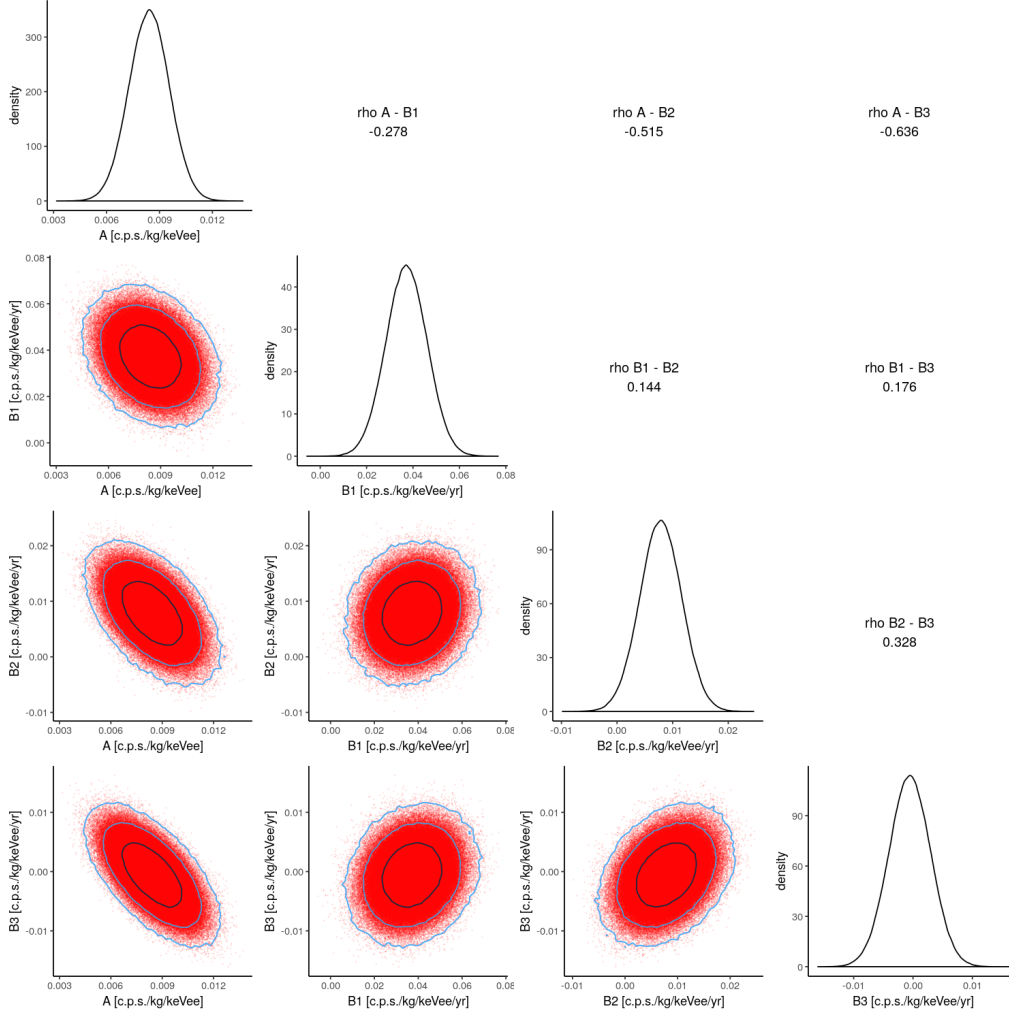 300
200
100
0
density
0.003 0.006 0.009 0.012
A [c.p.s./kg/keVee]
rho A - B1
-0.278
rho A - B2
-0.515
rho A - B3
-0.636
0.08
0.06
0.04
0.02
0.00
B1 [c.p.s./kg/keVee/yr]
0.003 0.006 0.009 0.012
A [c.p.s./kg/keVee]
40
30
20
10
0
density
0.00 0.02 0.04 0.06 0.08
B1 [c.p.s./kg/keVee/yr]
rho B1 - B2
0.144
rho B1 - B3
0.176
0.02
0.01
0.00
-0.01
B2 [c.p.s./kg/keVee/yr]
0.003 0.006 0.009 0.012
A [c.p.s./kg/keVee]
0.02
0.01
0.00
-0.01
B2 [c.p.s./kg/keVee/yr]
0.00 0.02 0.04 0.06 0.08
B1 [c.p.s./kg/keVee/yr]
90
60
30
0
density
-0.01 0.00 0.01 0.02
B2 [c.p.s./kg/keVee/yr]
rho B2 - B3
0.328
0.01
0.00
-0.01
B3 [c.p.s./kg/keVee/yr]
0.003 0.006 0.009 0.012
A [c.p.s./kg/keVee]
0.01
0.00
-0.01
B3 [c.p.s./kg/keVee/yr]
0.00 0.02 0.04 0.06 0.08
B1 [c.p.s./kg/keVee/yr]
0.01
0.00
-0.01
B3 [c.p.s./kg/keVee/yr]
-0.01 0.00 0.01 0.02
B2 [c.p.s./kg/keVee/yr]
90
60
30
0
density
-0.01 0.00 0.01
B3 [c.p.s./kg/keVee/yr]